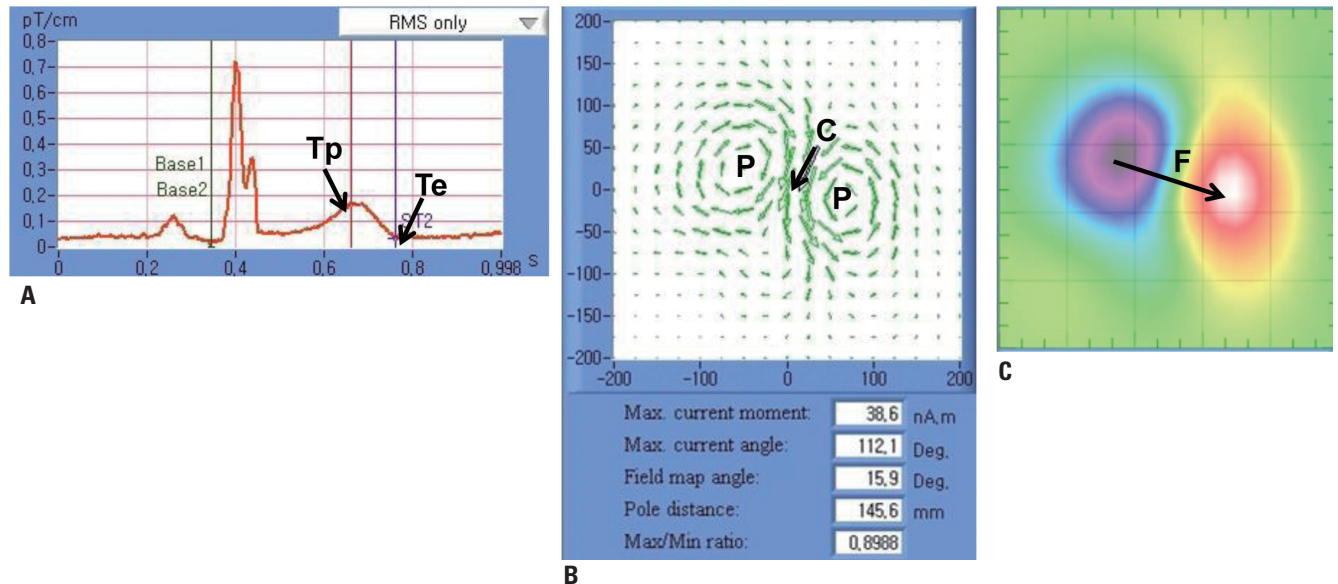 pT/cm
RMS only
0,8
0,7
0,6
0,5
0,4
0,3
0,2
0,1
0
Base1
Base2
Tp
Te
ST2
0 0,2 0,4 0,6 0,8 0,998 S
A
200
150
100
50
0
-50
-100
-150
-200
C
P
P
-200 -100 0 100 200
Max. current moment: 38,6 nA,m
Max. current angle: 112,1 Deg,
Field map angle: 15,9 Deg,
Pole distance: 145,6 mm
Max/Min ratio: 0,8988
B
F
C